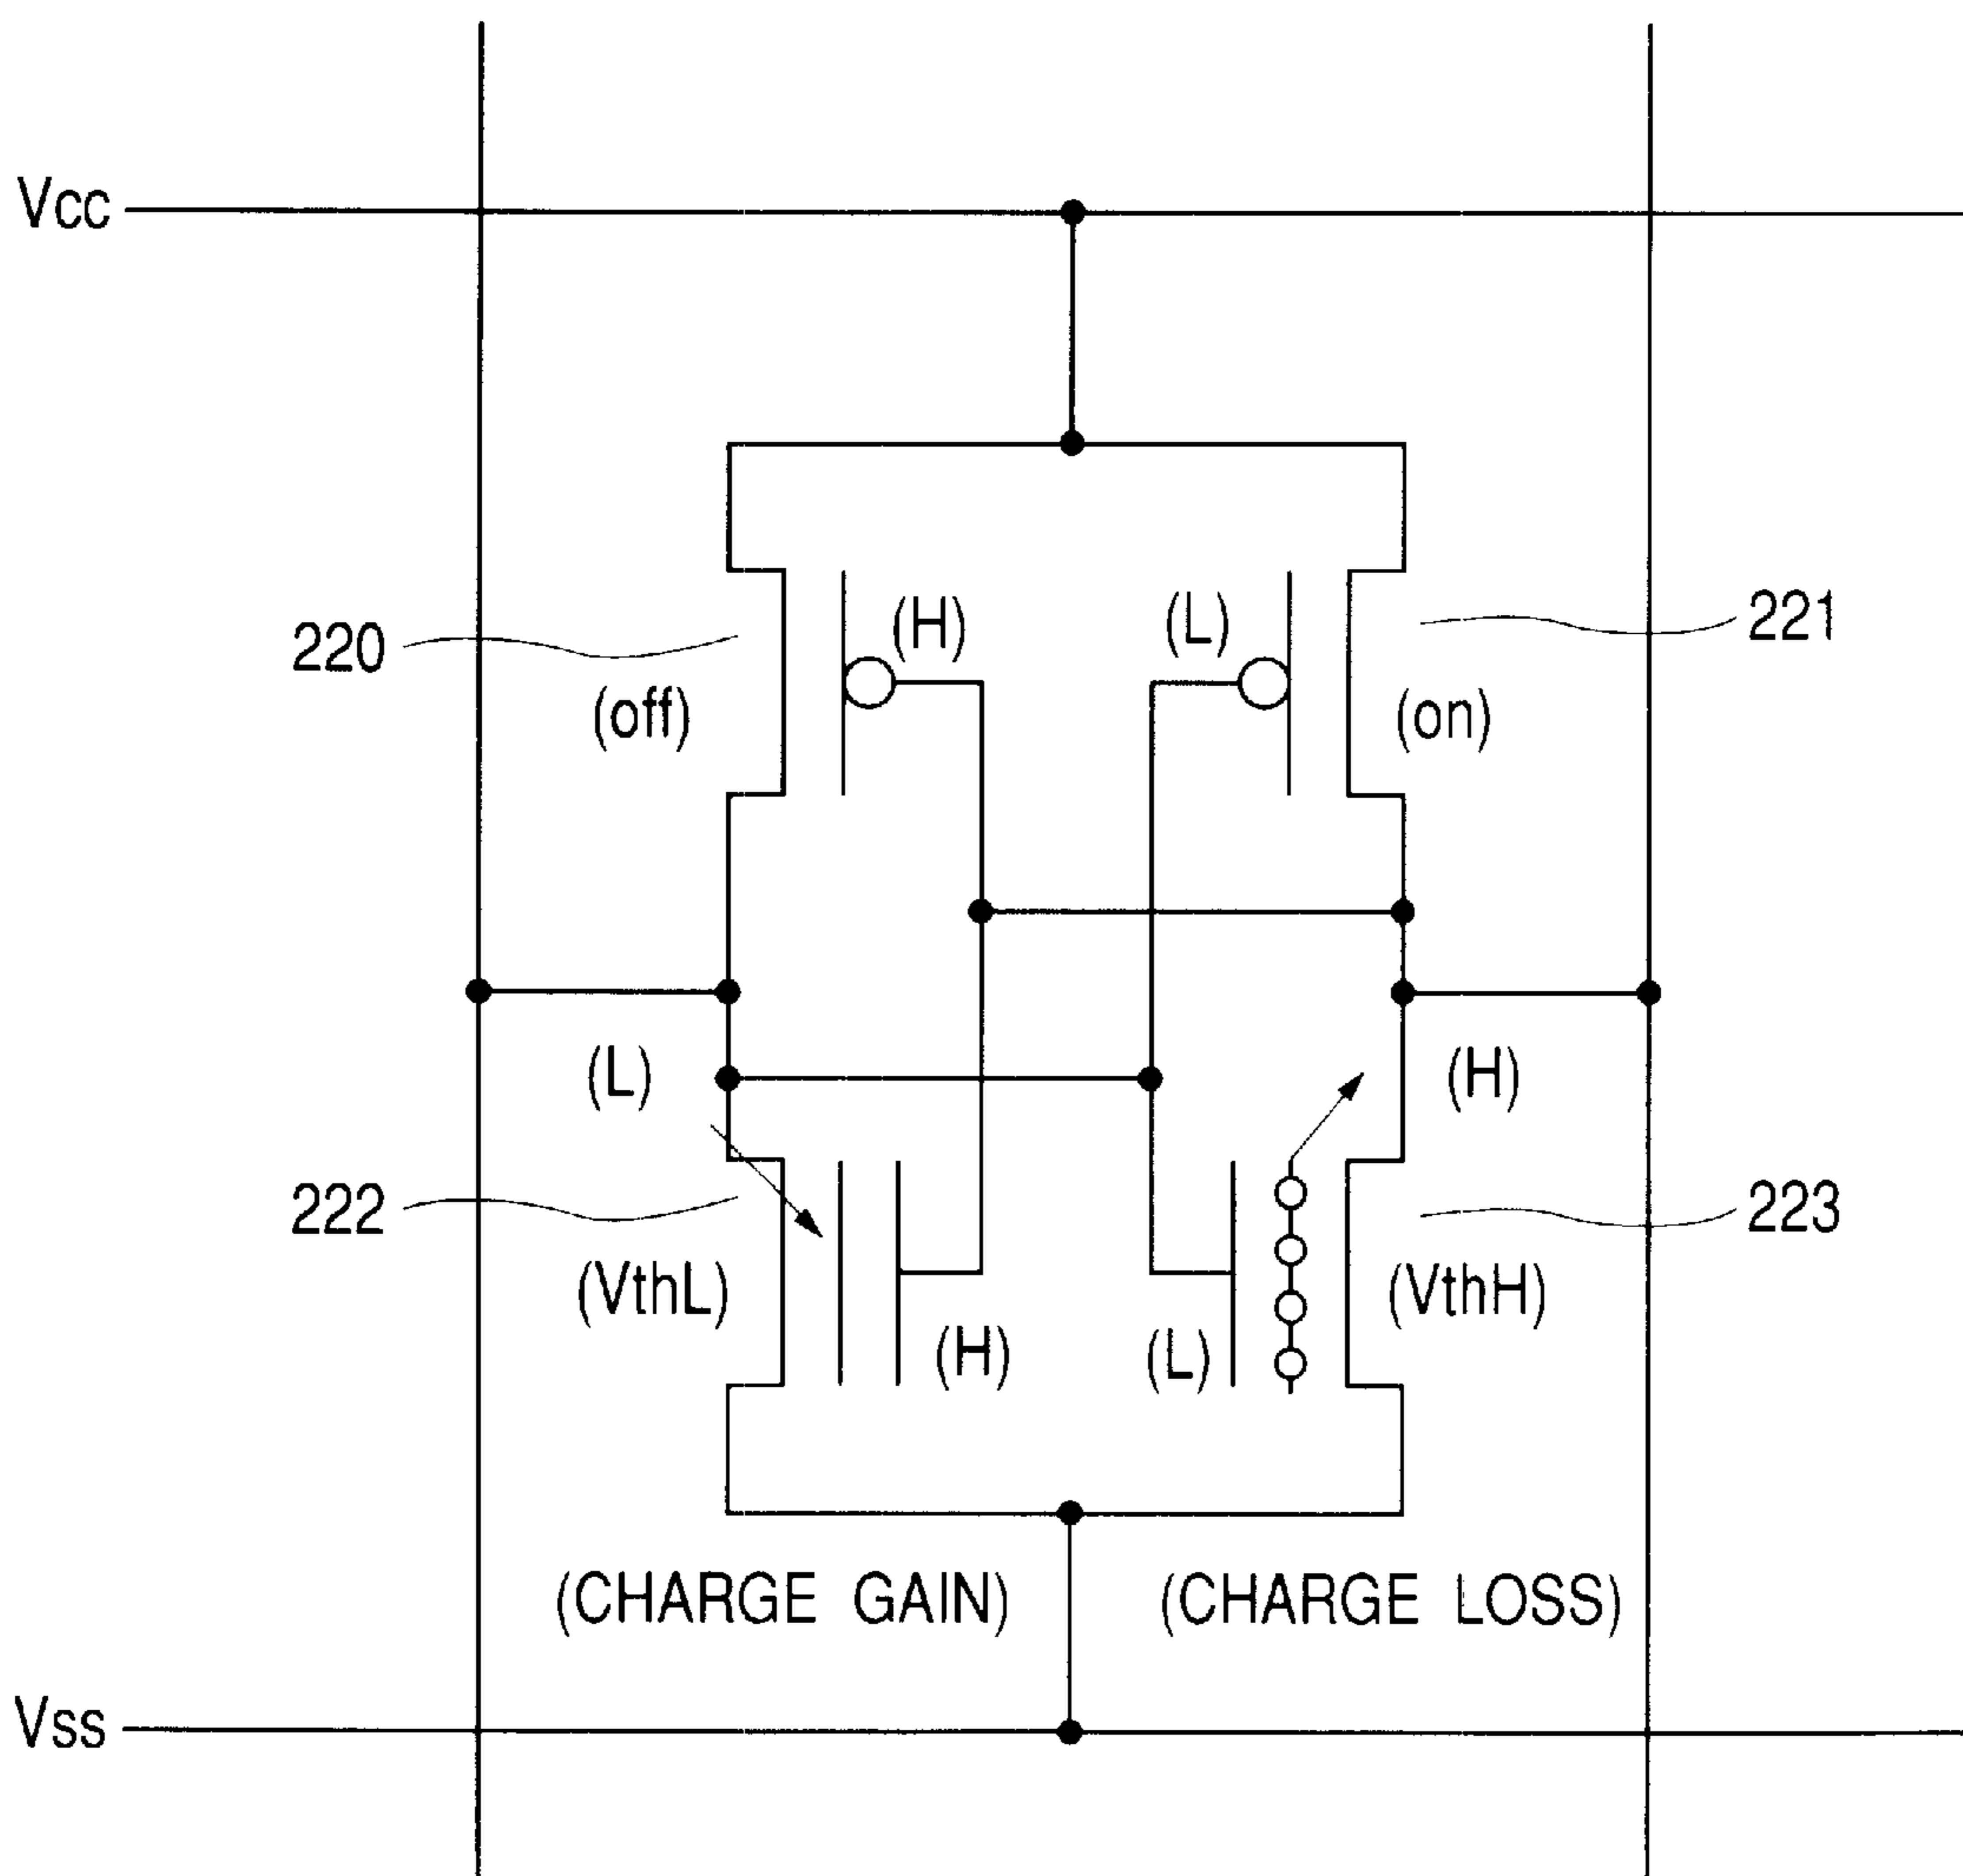 Vcc
(H)
(L)
220
221
(off)
(on)
(L)
(H)
222
223
(VthL)
(VthH)
(H)
(L)
(CHARGE GAIN)
(CHARGE LOSS)
Vss